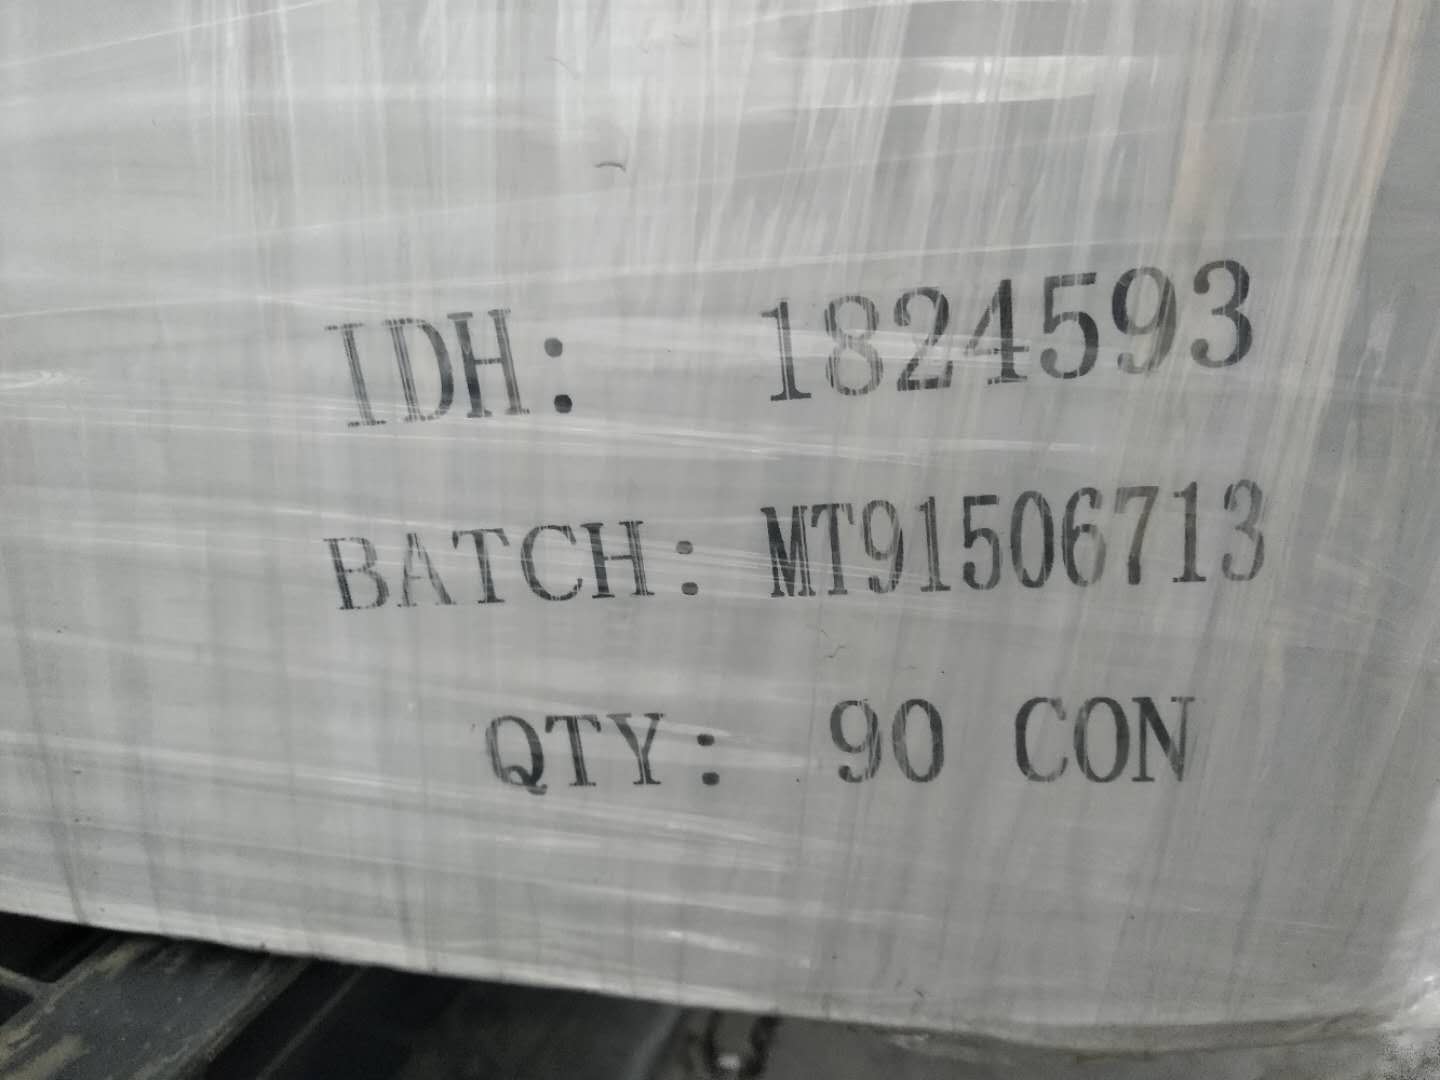 IDH: 1824593
BATCH: MT91506713
QTY: 90 CON